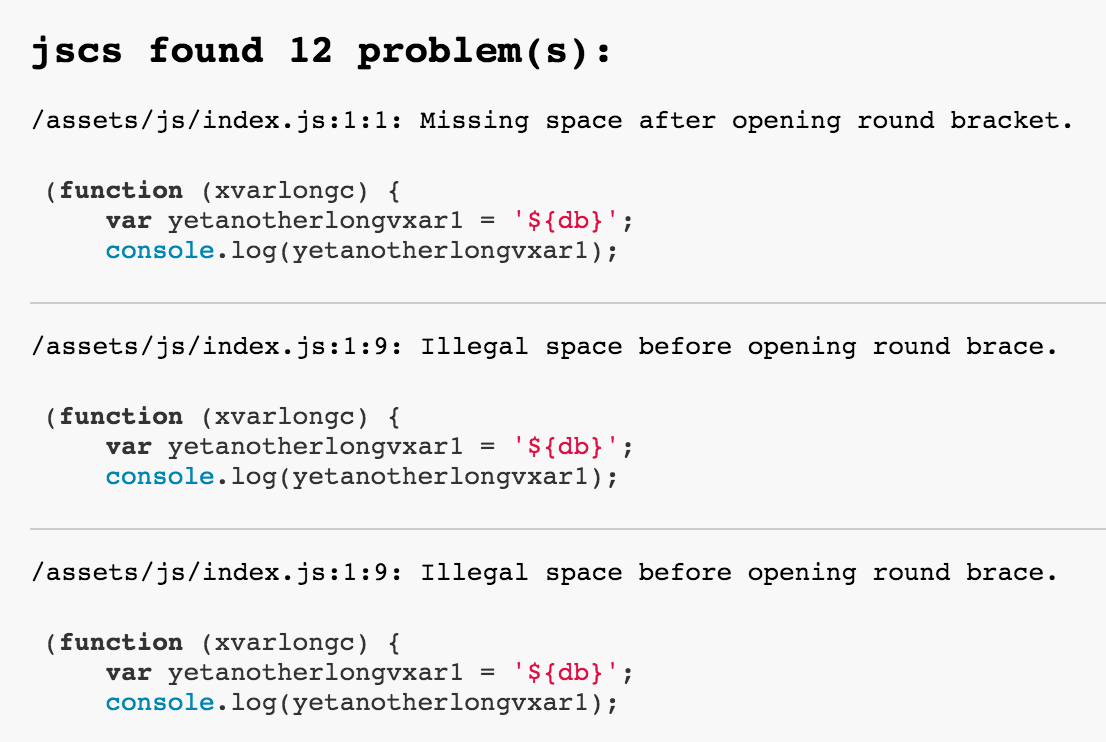 jscs found 12 problem(s):
/assets/js/index.js:1:1: Missing space after opening round bracket.
(function (xvarlongc) {
    var yetanotherlongvxar1 = '${db}';
    console.log(yetanotherlongvxar1);
/assets/js/index.js:1:9: Illegal space before opening round brace.
(function (xvarlongc) {
    var yetanotherlongvxar1 = '${db}';
    console.log(yetanotherlongvxar1);
/assets/js/index.js:1:9: Illegal space before opening round brace.
(function (xvarlongc) {
    var yetanotherlongvxar1 = '${db}';
    console.log(yetanotherlongvxar1);